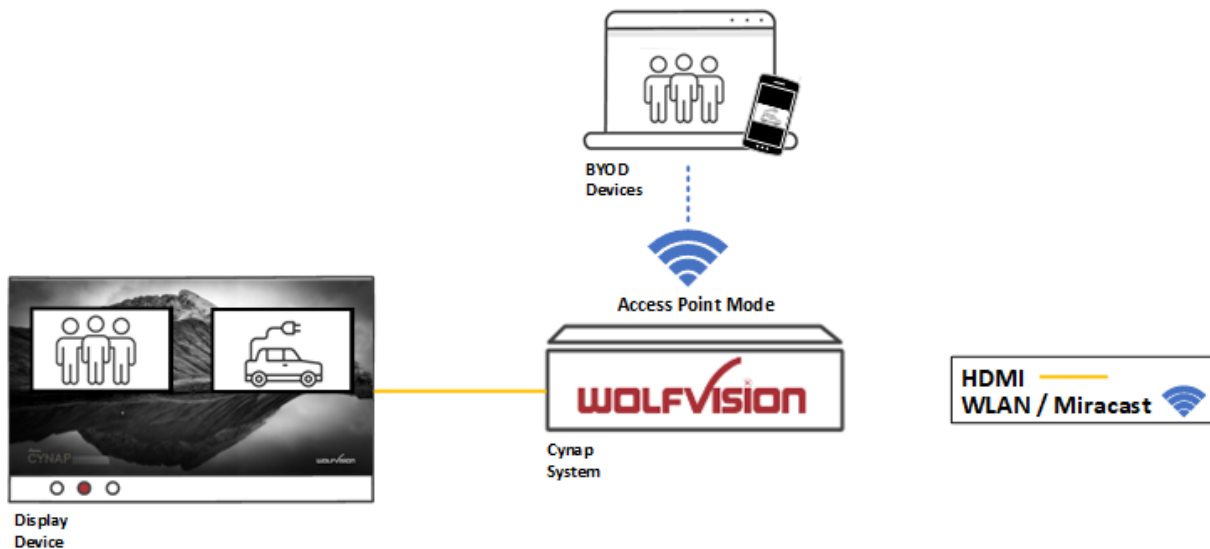 BYOD
Devices
Access Point Mode
WOLFVISION
CYNAP
WOLFVISION
HDMI
WLAN / Miracast
Cynap
System
Display
Device